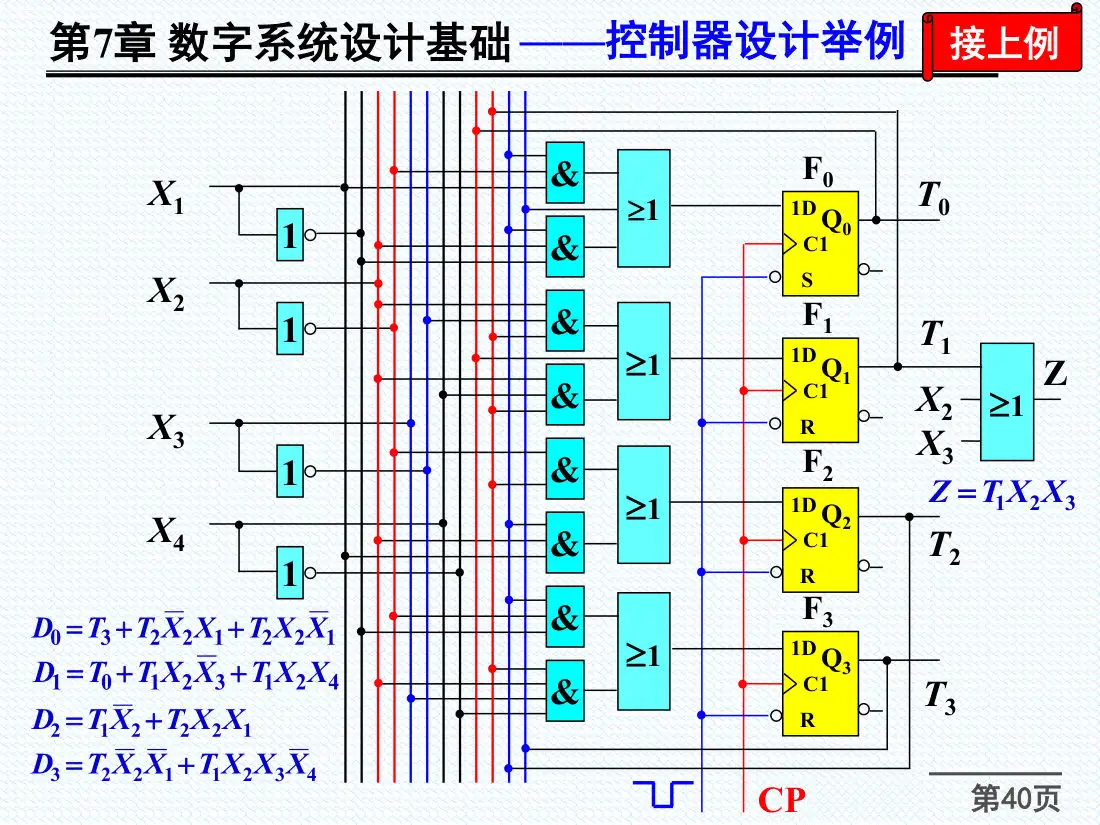 第7章 数字系统设计基础——控制器设计举例
接上例
X₁
1
X₂
1
X₃
1
X₄
1
&
&
&
&
&
&
&
&
≥1
≥1
≥1
≥1
F₀
1D Q₀
C1
S
T₀
F₁
1D Q₁
C1
R
T₁
X₂
X₃
≥1
Z
Z = T₁X₂X₃
F₂
1D Q₂
C1
R
T₂
F₃
1D Q₃
C1
R
T₃
D₀ = T₃ + T₂X̅₂X₁ + T₂X₂X̅₁
D₁ = T₀ + T₁X₂X̅₃ + T₁X₂X₄
D₂ = T₁X̅₂ + T₂X₂X₁
D₃ = T₂X̅₂X̅₁ + T₁X₂X₃X̅₄
CP
第40页